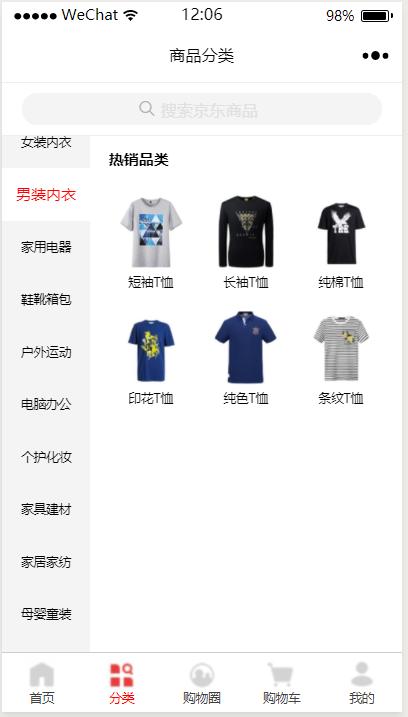 WeChat 12:06 98%
商品分类
搜索京东商品
女装内衣
男装内衣
家用电器
鞋靴箱包
户外运动
电脑办公
个护化妆
家具建材
家居家纺
母婴童装
热销品类
短袖T恤 长袖T恤 纯棉T恤
印花T恤 纯色T恤 条纹T恤
首页 分类 购物圈 购物车 我的